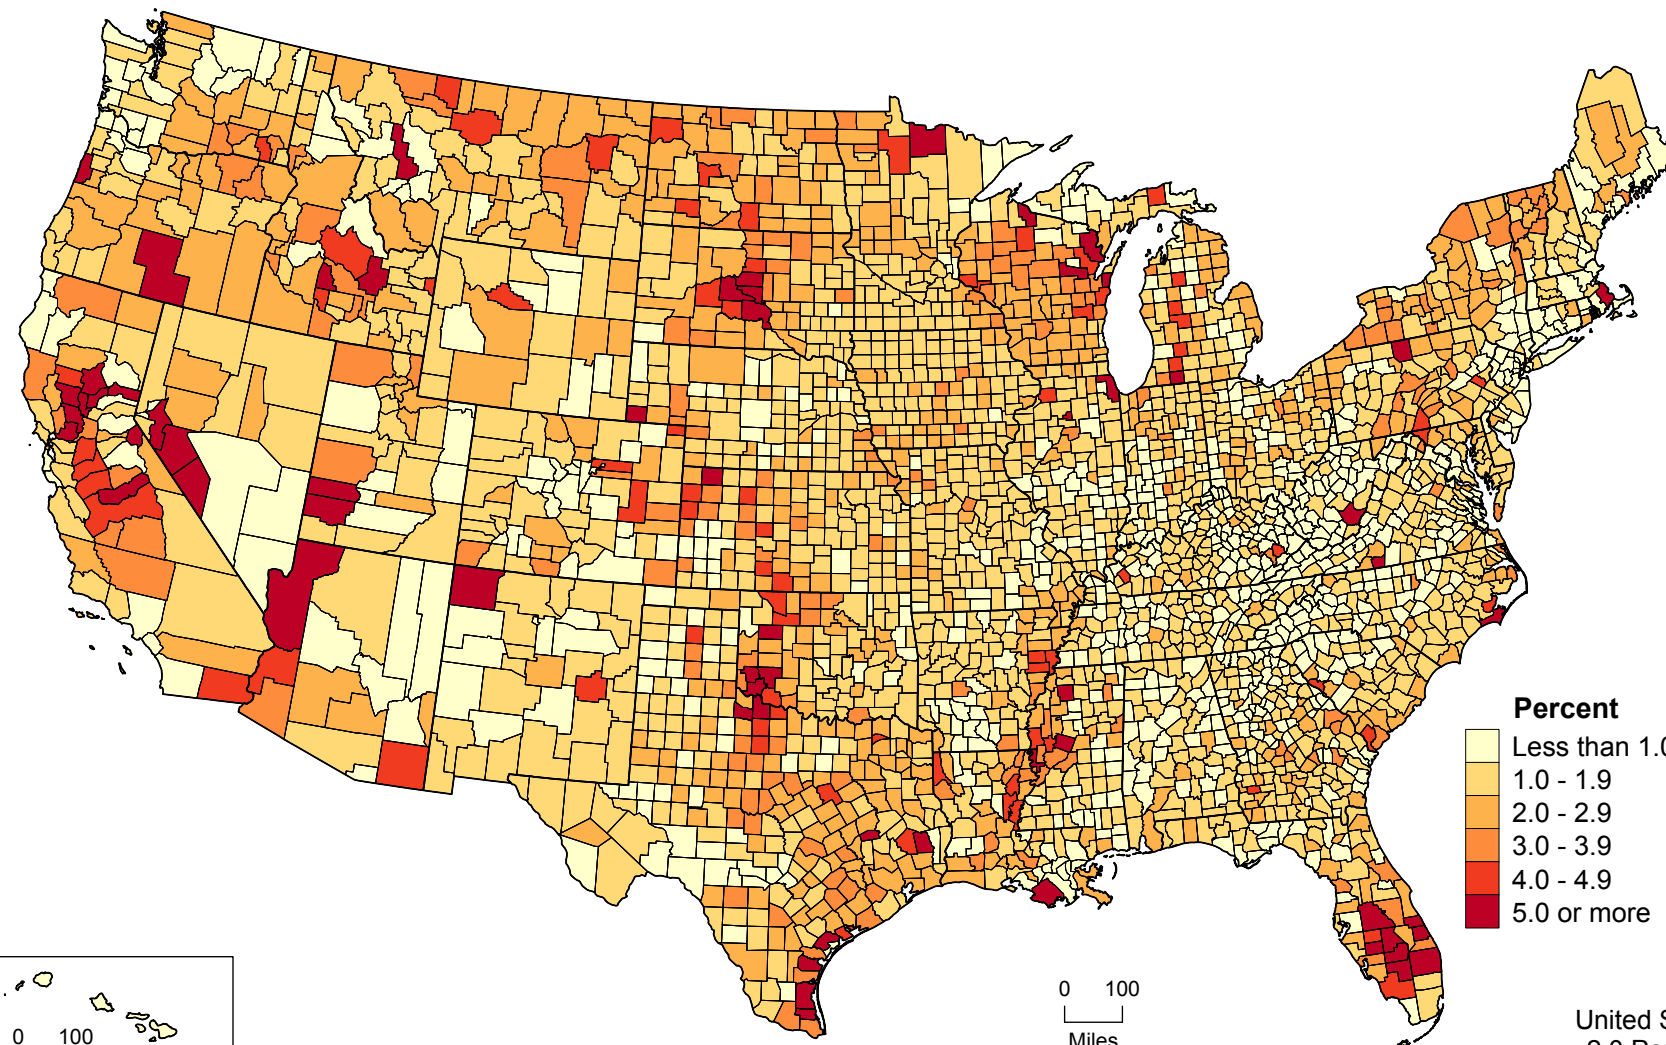 Percent
Less than 1.0
1.0 - 1.9
2.0 - 2.9
3.0 - 3.9
4.0 - 4.9
5.0 or more
0 100
Miles
0 100
United S